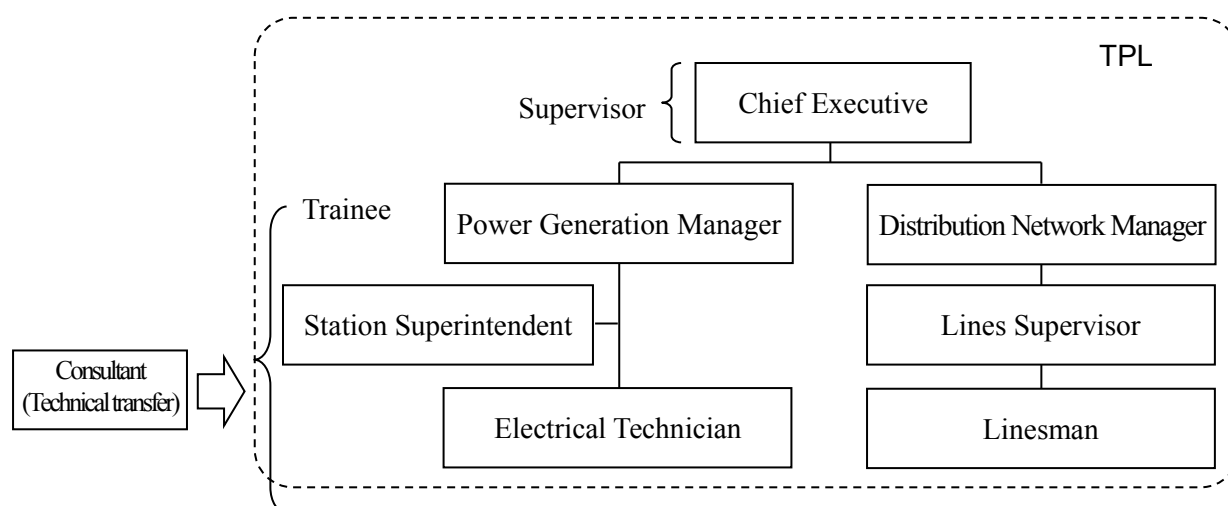 TPL
Supervisor
Chief Executive
Trainee
Power Generation Manager
Distribution Network Manager
Station Superintendent
Lines Supervisor
Consultant
(Technical transfer)
Electrical Technician
Linesman